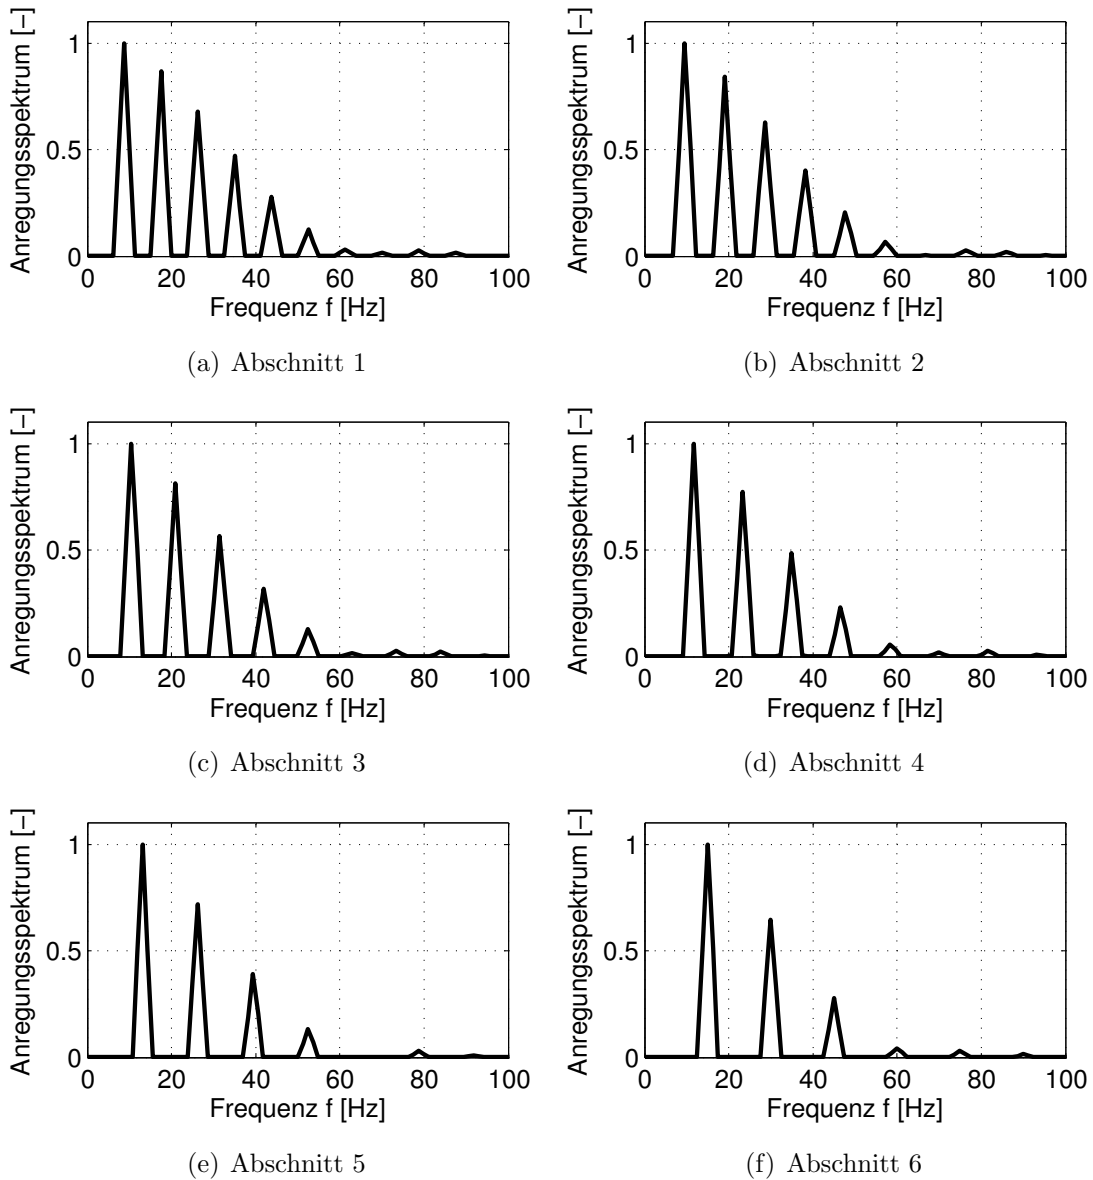 Anregungsspektrum [−]
1
0.5
0
0 20 40 60 80 100
Frequenz f [Hz]
(a) Abschnitt 1
Anregungsspektrum [−]
1
0.5
0
0 20 40 60 80 100
Frequenz f [Hz]
(b) Abschnitt 2
Anregungsspektrum [−]
1
0.5
0
0 20 40 60 80 100
Frequenz f [Hz]
(c) Abschnitt 3
Anregungsspektrum [−]
1
0.5
0
0 20 40 60 80 100
Frequenz f [Hz]
(d) Abschnitt 4
Anregungsspektrum [−]
1
0.5
0
0 20 40 60 80 100
Frequenz f [Hz]
(e) Abschnitt 5
Anregungsspektrum [−]
1
0.5
0
0 20 40 60 80 100
Frequenz f [Hz]
(f) Abschnitt 6